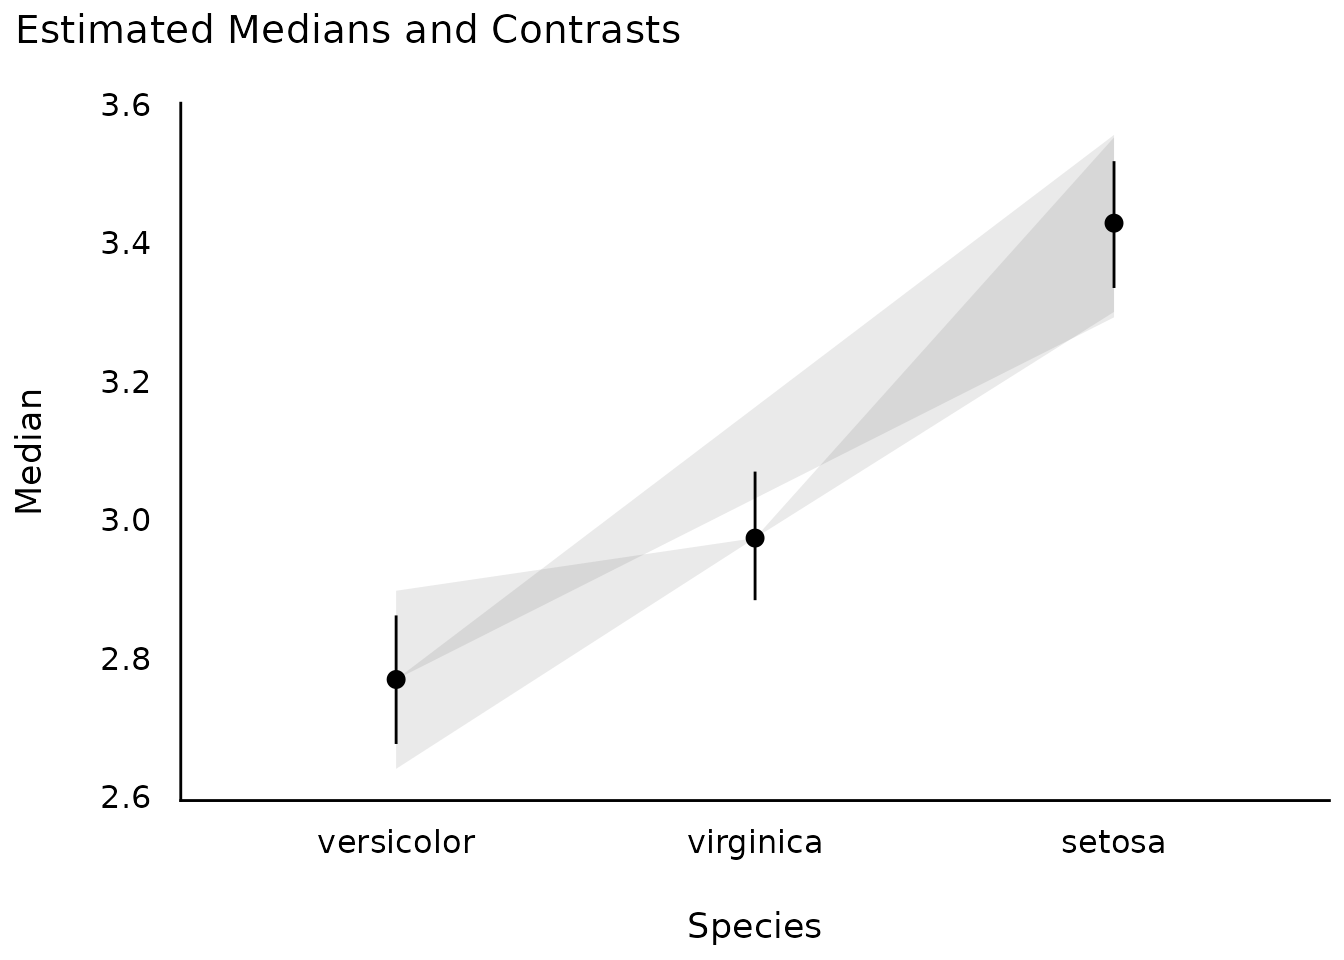 Estimated Medians and Contrasts
3.6
3.4
3.2
3.0
2.8
2.6
Median
versicolor virginica setosa
Species